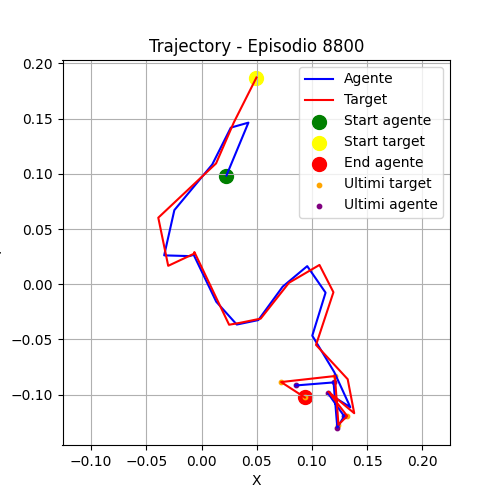 Trajectory - Episodio 8800
Agente
Target
Start agente
Start target
End agente
Ultimi target
Ultimi agente
0.20
0.15
0.10
0.05
0.00
−0.05
−0.10
−0.10
−0.05
0.00
0.05
0.10
0.15
0.20
X